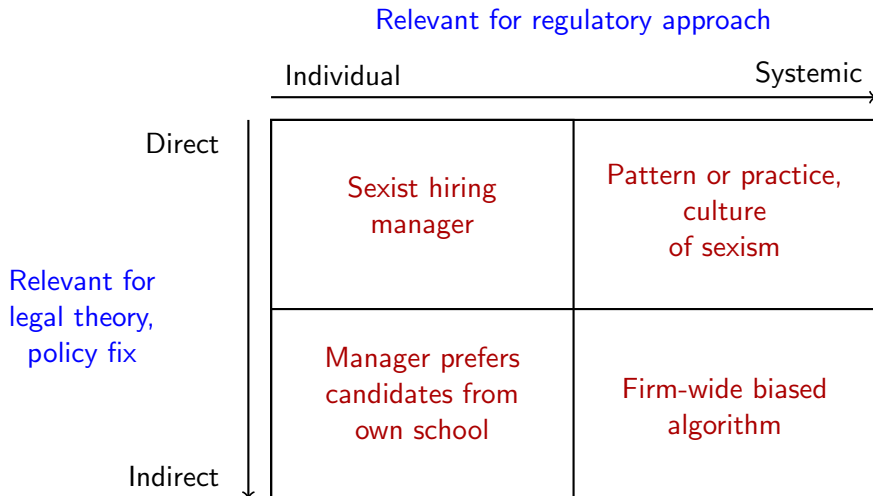 Relevant for regulatory approach
Individual
Systemic
Direct
Sexist hiring
manager
Pattern or practice,
culture
of sexism
Relevant for
legal theory,
policy fix
Manager prefers
candidates from
own school
Firm-wide biased
algorithm
Indirect